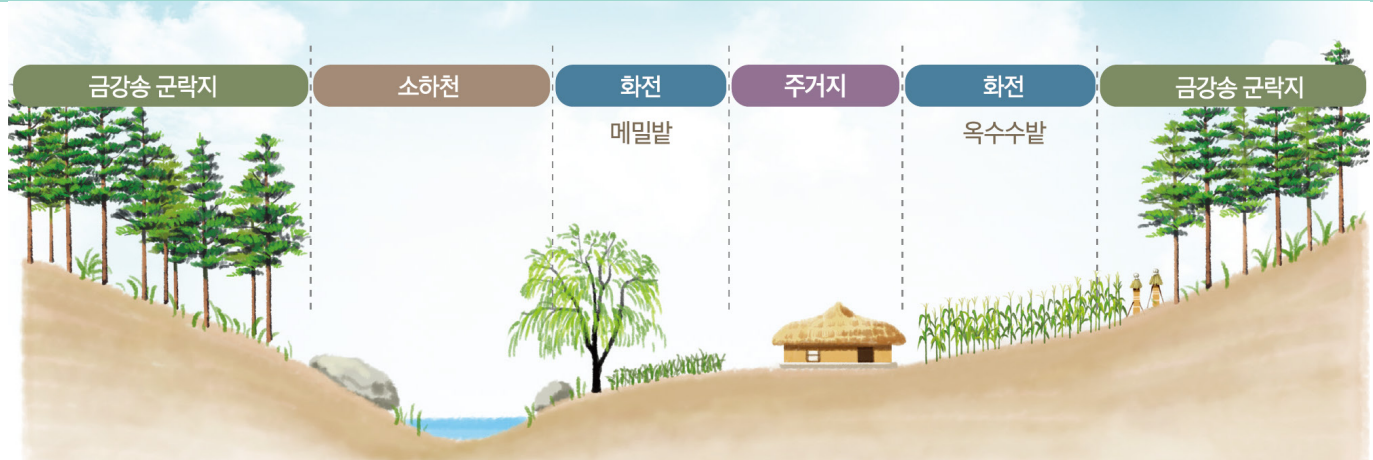 금강송 군락지
소하천
화전
주거지
화전
금강송 군락지
메밀밭
옥수수밭